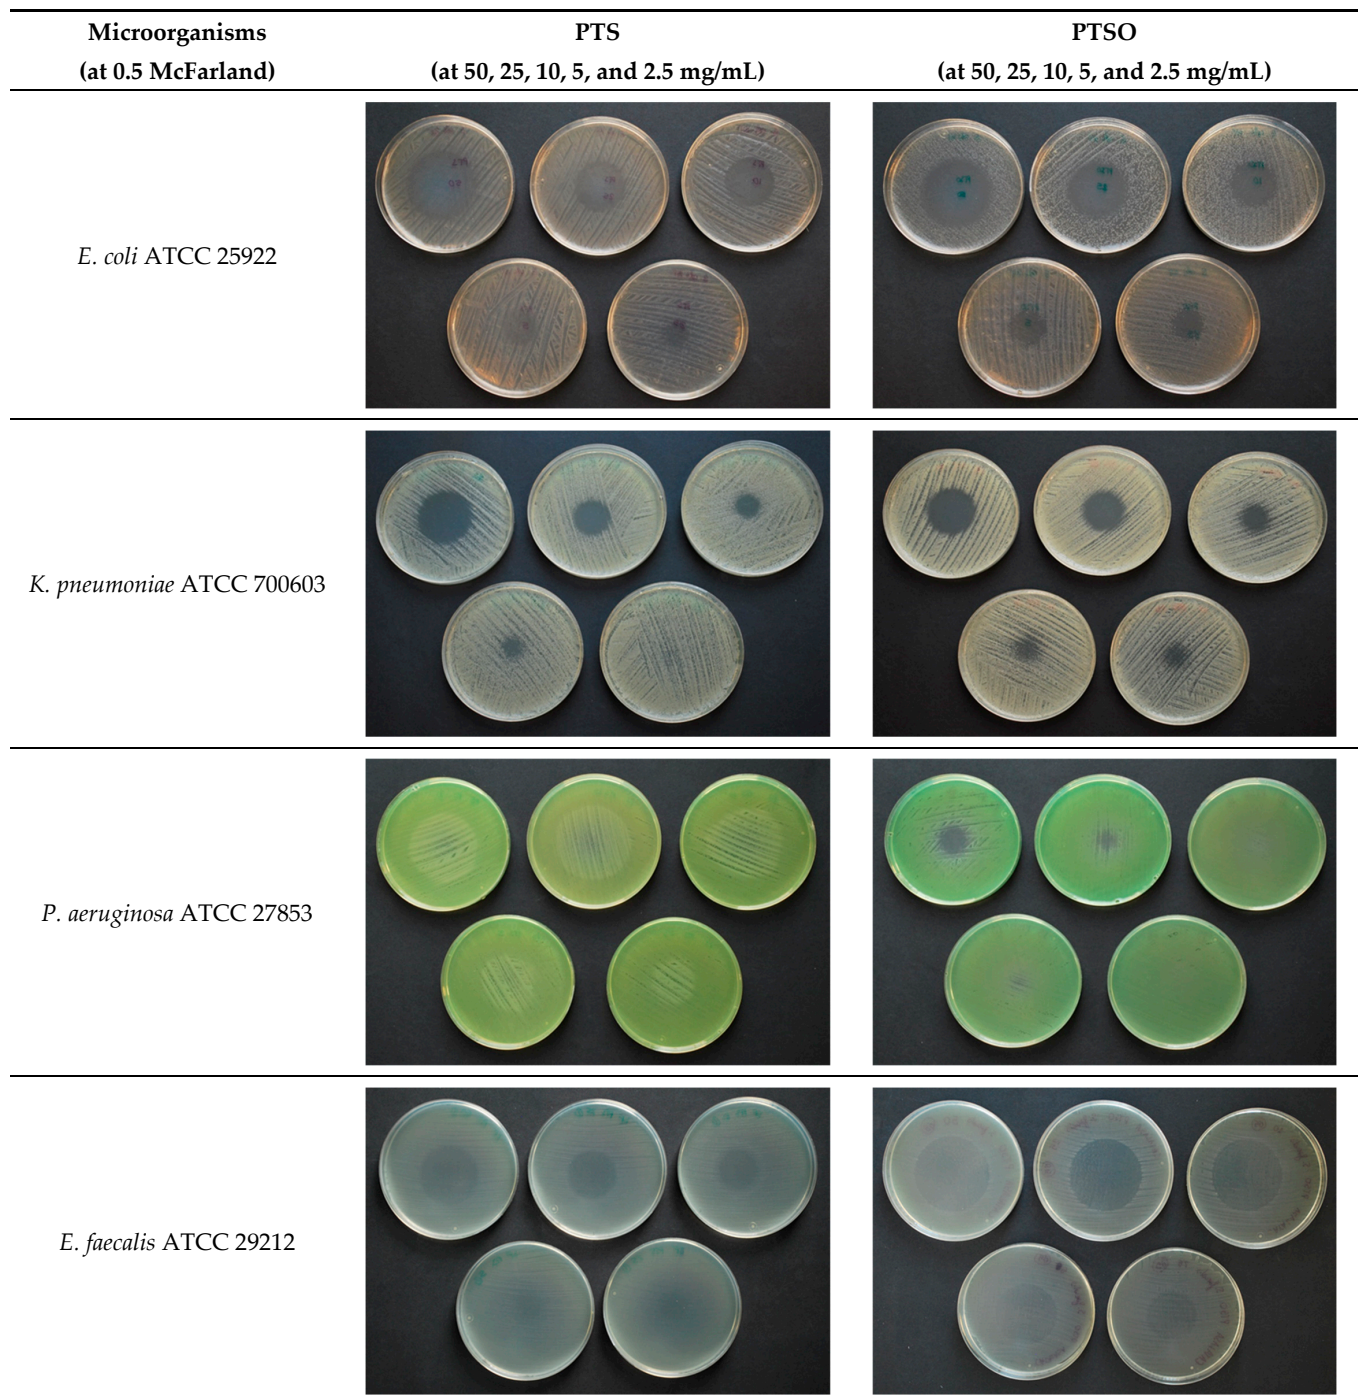 Microorganisms
(at 0.5 McFarland)
PTS
(at 50, 25, 10, 5, and 2.5 mg/mL)
PTSO
(at 50, 25, 10, 5, and 2.5 mg/mL)
E. coli ATCC 25922
K. pneumoniae ATCC 700603
P. aeruginosa ATCC 27853
E. faecalis ATCC 29212